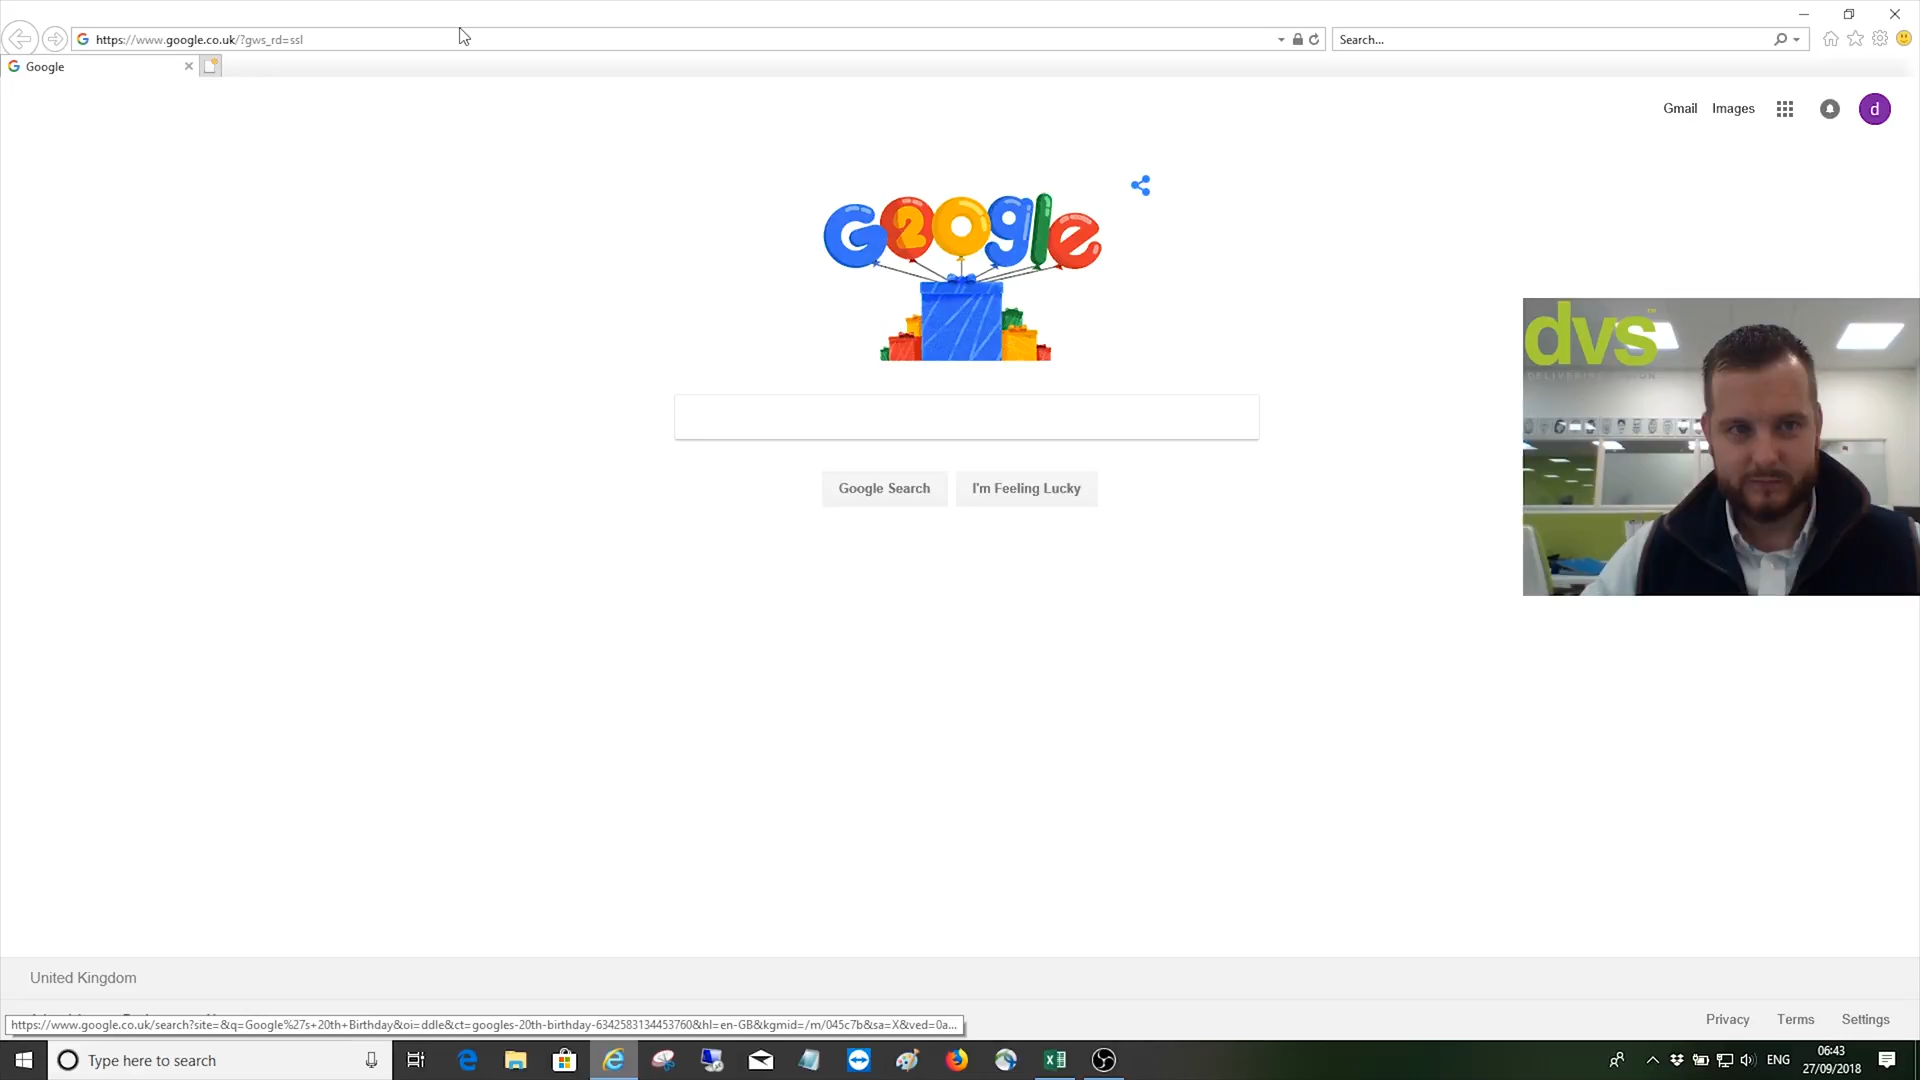 https://www.google.co.uk/?gws_rd=ssl
Search...
Google
Gmail Images
d
G2OOgle
dvs
Google Search I'm Feeling Lucky
United Kingdom
https://www.google.co.uk/search?site=&q=Google%27s+20th+Birthday&oi=ddle&ct=googles-20th-birthday-6342583134453760&hl=en-GB&kgmid=/m/045c7b&sa=X&ved=0a...
Privacy Terms Settings
Type here to search
ENG
06:43
27/09/2018